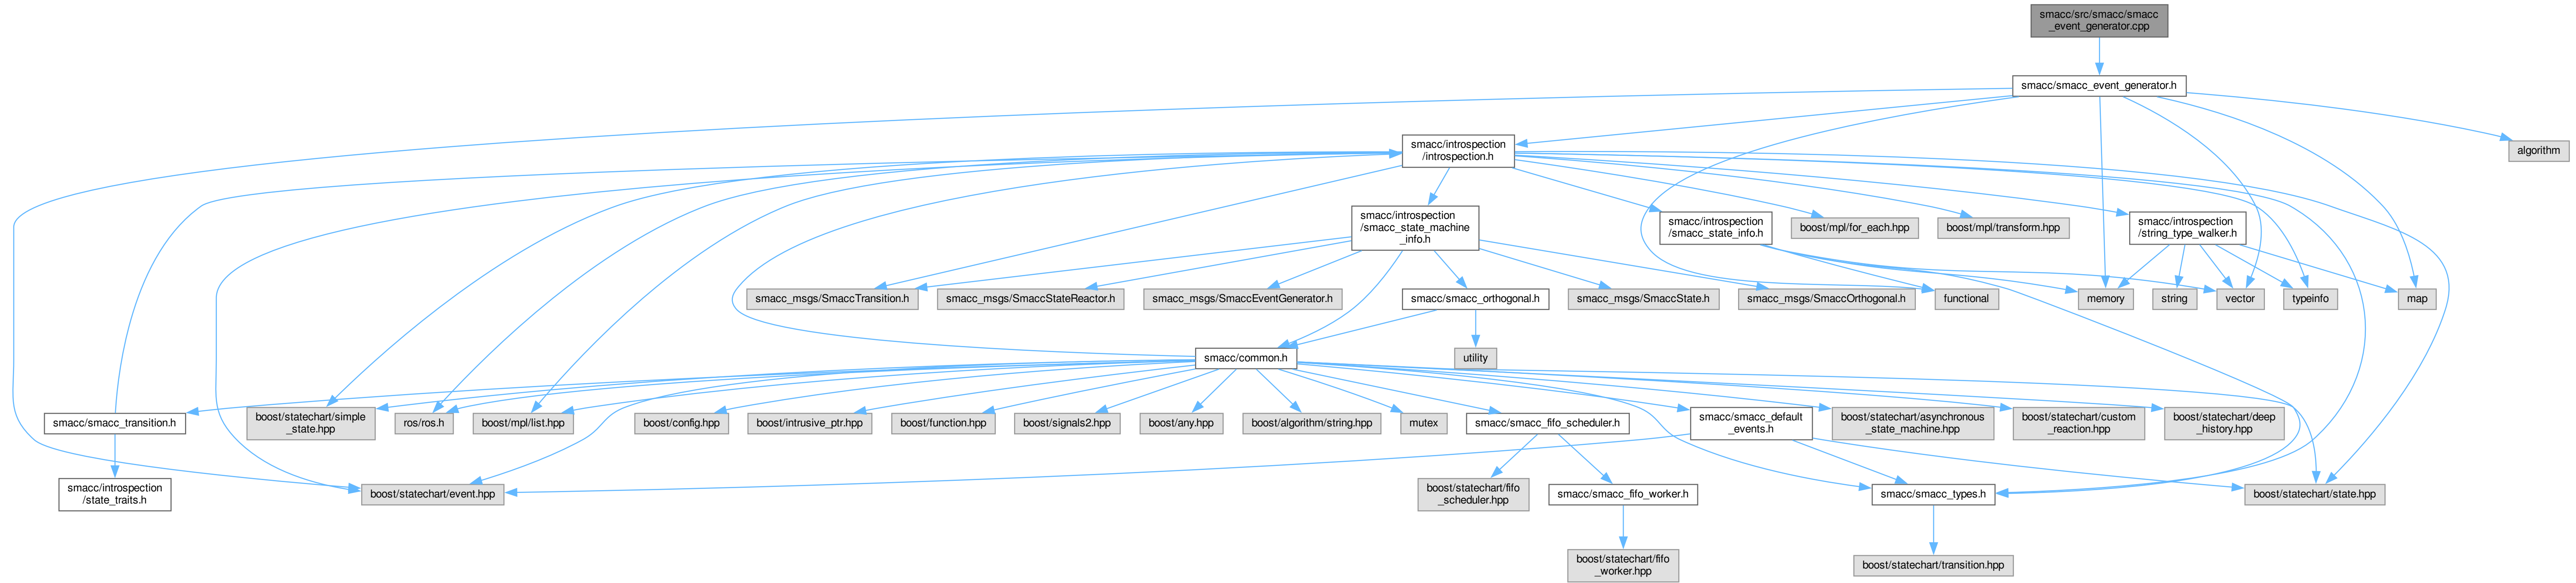 smacc/src/smacc/smacc
_event_generator.cpp
smacc/smacc_event_generator.h
smacc/introspection
/introspection.h
algorithm
smacc/introspection
/smacc_state_machine
_info.h
smacc/introspection
/smacc_state_info.h
boost/mpl/for_each.hpp
boost/mpl/transform.hpp
smacc/introspection
/string_type_walker.h
smacc_msgs/SmaccTransition.h
smacc_msgs/SmaccStateReactor.h
smacc_msgs/SmaccEventGenerator.h
smacc/smacc_orthogonal.h
smacc_msgs/SmaccState.h
smacc_msgs/SmaccOrthogonal.h
functional
memory
string
vector
typeinfo
map
smacc/common.h
utility
smacc/smacc_transition.h
boost/statechart/simple
_state.hpp
ros/ros.h
boost/mpl/list.hpp
boost/config.hpp
boost/intrusive_ptr.hpp
boost/function.hpp
boost/signals2.hpp
boost/any.hpp
boost/algorithm/string.hpp
mutex
smacc/smacc_fifo_scheduler.h
smacc/smacc_default
_events.h
boost/statechart/asynchronous
_state_machine.hpp
boost/statechart/custom
_reaction.hpp
boost/statechart/deep
_history.hpp
smacc/introspection
/state_traits.h
boost/statechart/event.hpp
boost/statechart/fifo
_scheduler.hpp
smacc/smacc_fifo_worker.h
smacc/smacc_types.h
boost/statechart/state.hpp
boost/statechart/fifo
_worker.hpp
boost/statechart/transition.hpp